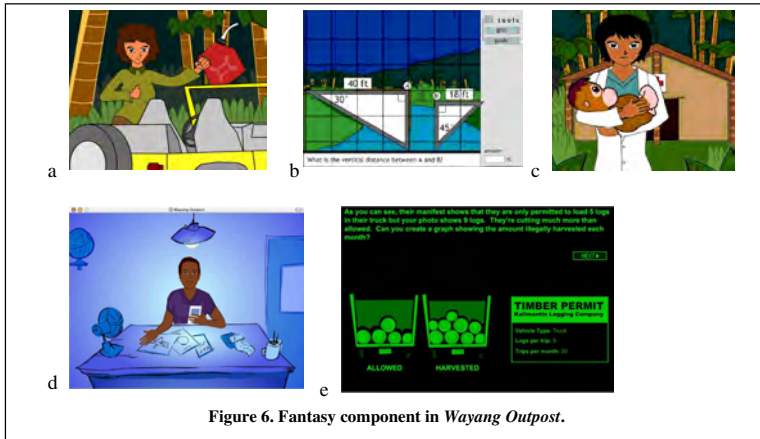 a
b
c
tools
40 ft
A
B
18 ft
30°
45°
What is the vertical distance between A and B?
Wayang Outpost
As you can see, their manifest shows that they are only permitted to load 5 logs
in their truck but your photo shows 9 logs. They're cutting much more than
allowed. Can you create a graph showing the amount illegally harvested each
month?
NEXT
TIMBER PERMIT
Logging Company
Vehicle Type: Truck
Logs per trip: 5
Trips per month: 20
ALLOWED
HARVESTED
d
e
Figure 6. Fantasy component in Wayang Outpost.